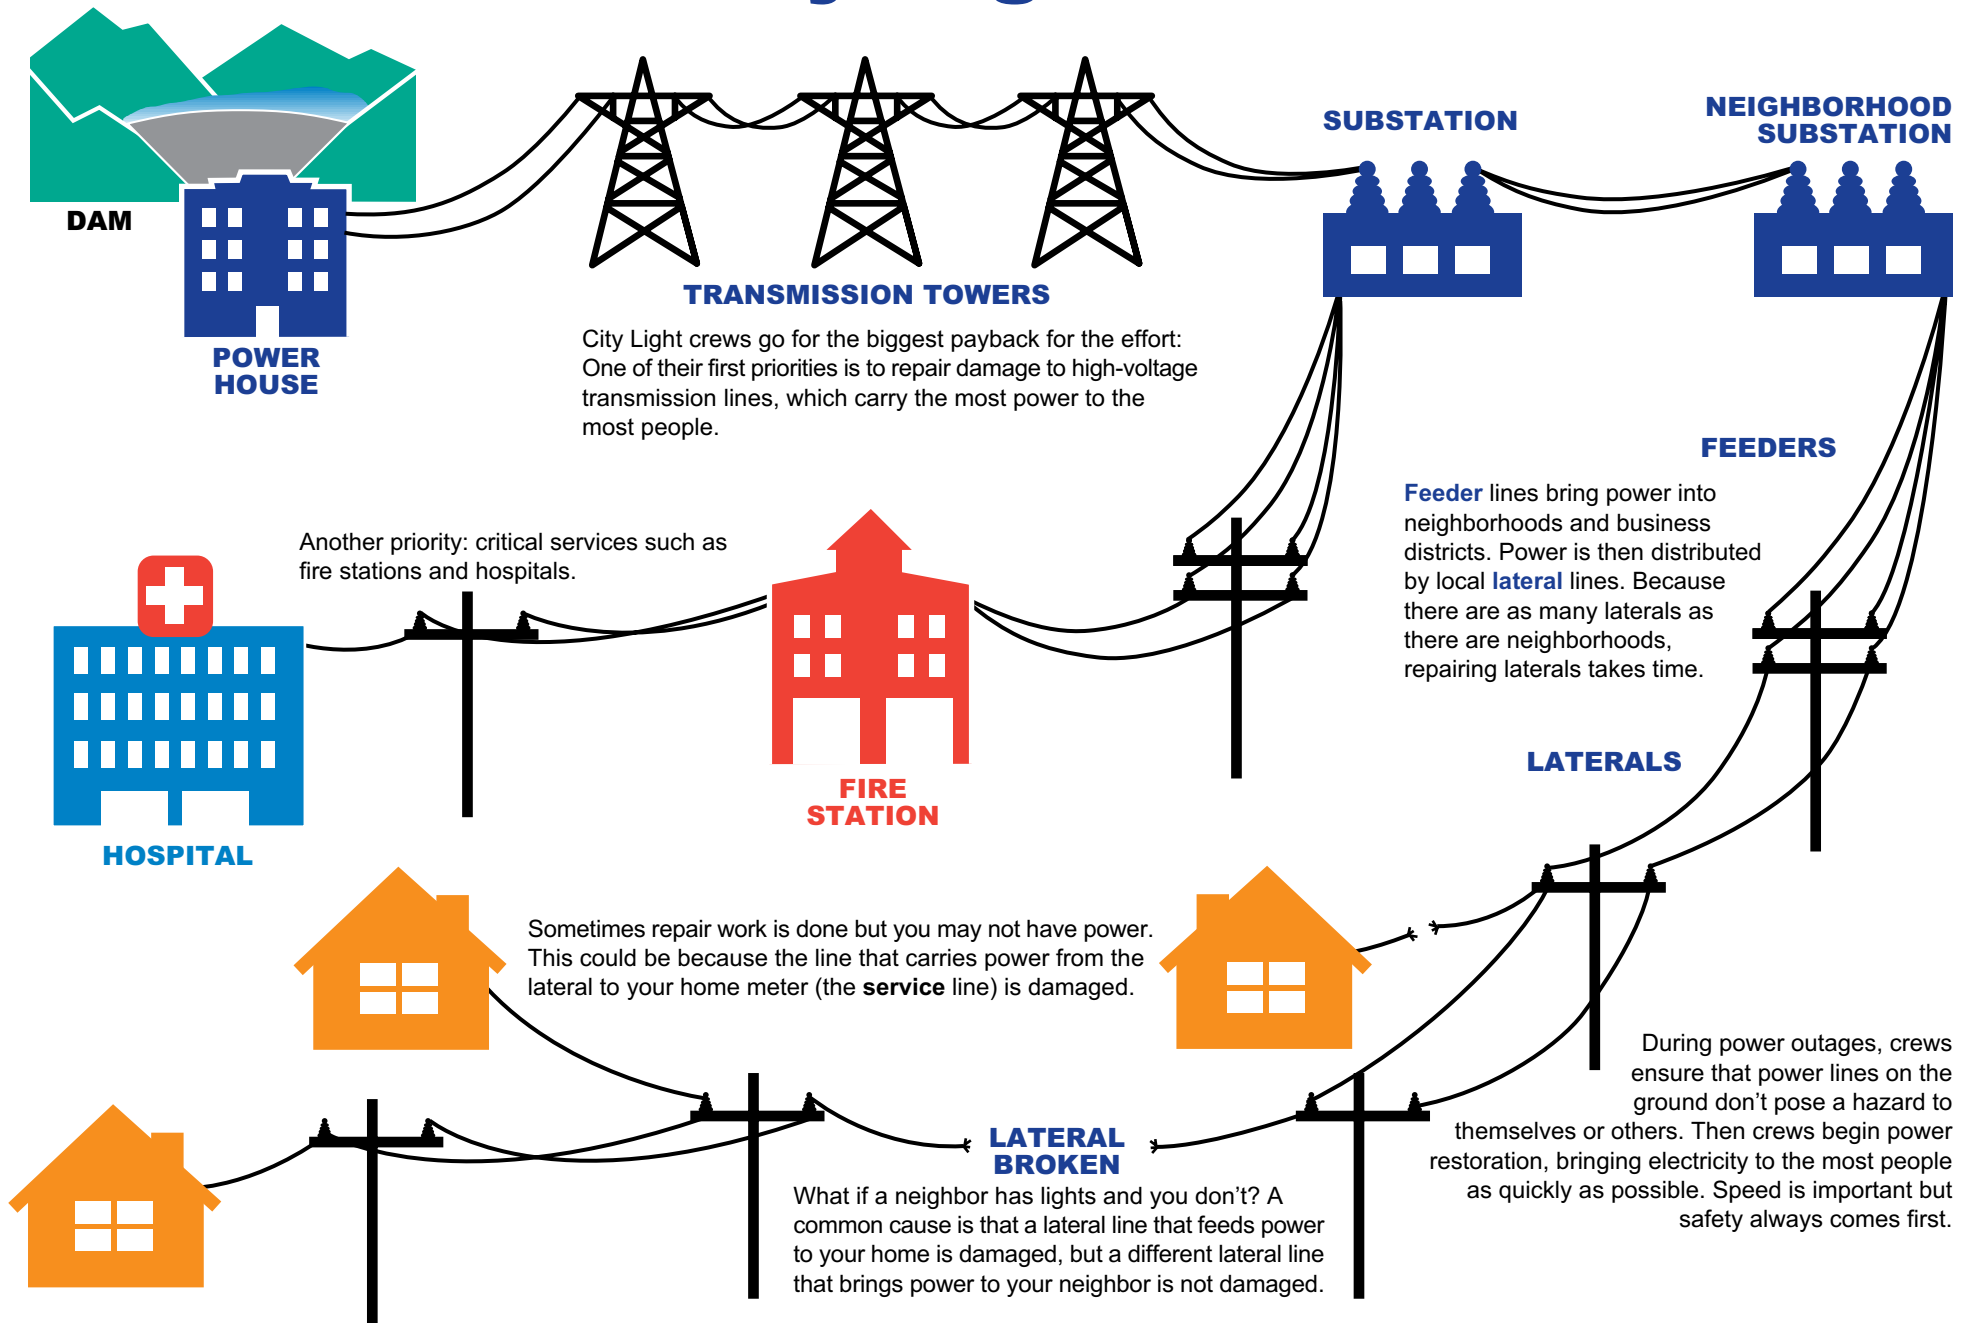 DAM
POWER
HOUSE
TRANSMISSION TOWERS
City Light crews go for the biggest payback for the effort:
One of their first priorities is to repair damage to high-voltage
transmission lines, which carry the most power to the
most people.
SUBSTATION
NEIGHBORHOOD
SUBSTATION
FEEDERS
Feeder lines bring power into
neighborhoods and business
districts. Power is then distributed
by local lateral lines. Because
there are as many laterals as
there are neighborhoods,
repairing laterals takes time.
Another priority: critical services such as
fire stations and hospitals.
HOSPITAL
FIRE
STATION
LATERALS
Sometimes repair work is done but you may not have power.
This could be because the line that carries power from the
lateral to your home meter (the service line) is damaged.
During power outages, crews
ensure that power lines on the
ground don’t pose a hazard to
themselves or others. Then crews begin power
restoration, bringing electricity to the most people
as quickly as possible. Speed is important but
safety always comes first.
LATERAL
BROKEN
What if a neighbor has lights and you don’t? A
common cause is that a lateral line that feeds power
to your home is damaged, but a different lateral line
that brings power to your neighbor is not damaged.